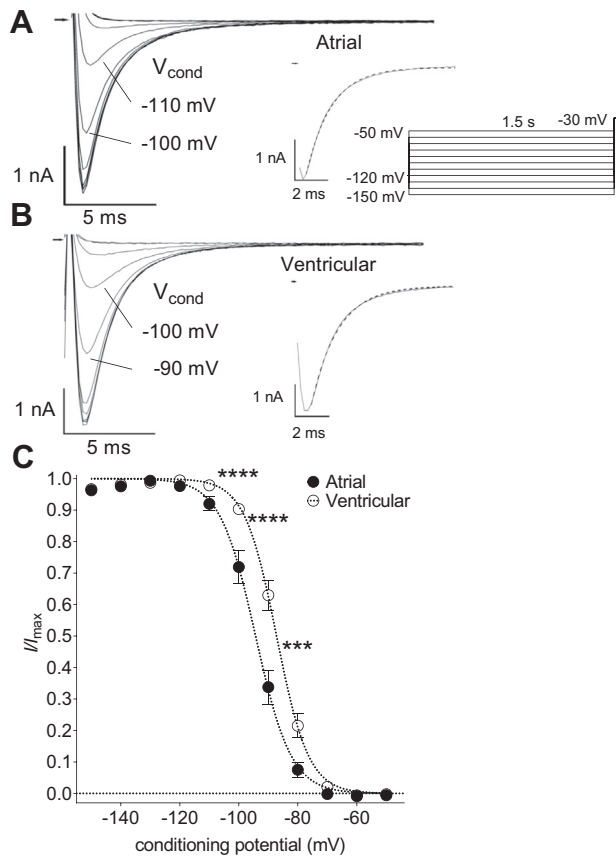 A
Atrial
Vcond
-110 mV
-100 mV
1 nA
5 ms
1 nA
2 ms
1.5 s
-30 mV
-50 mV
-120 mV
-150 mV
B
Ventricular
Vcond
-100 mV
-90 mV
1 nA
5 ms
1 nA
2 ms
C
Atrial
Ventricular
****
****
***
1.0
0.9
0.8
0.7
0.6
0.5
0.4
0.3
0.2
0.1
0.0
I/Imax
-140 -120 -100 -80 -60
conditioning potential (mV)